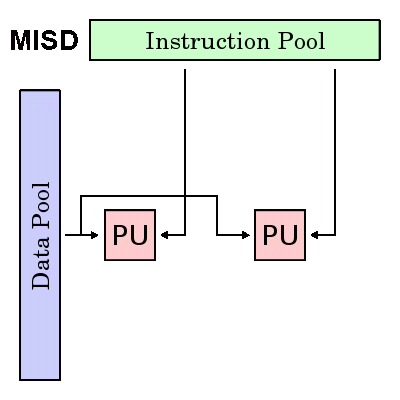 MISD
Instruction Pool
Data Pool
PU
PU